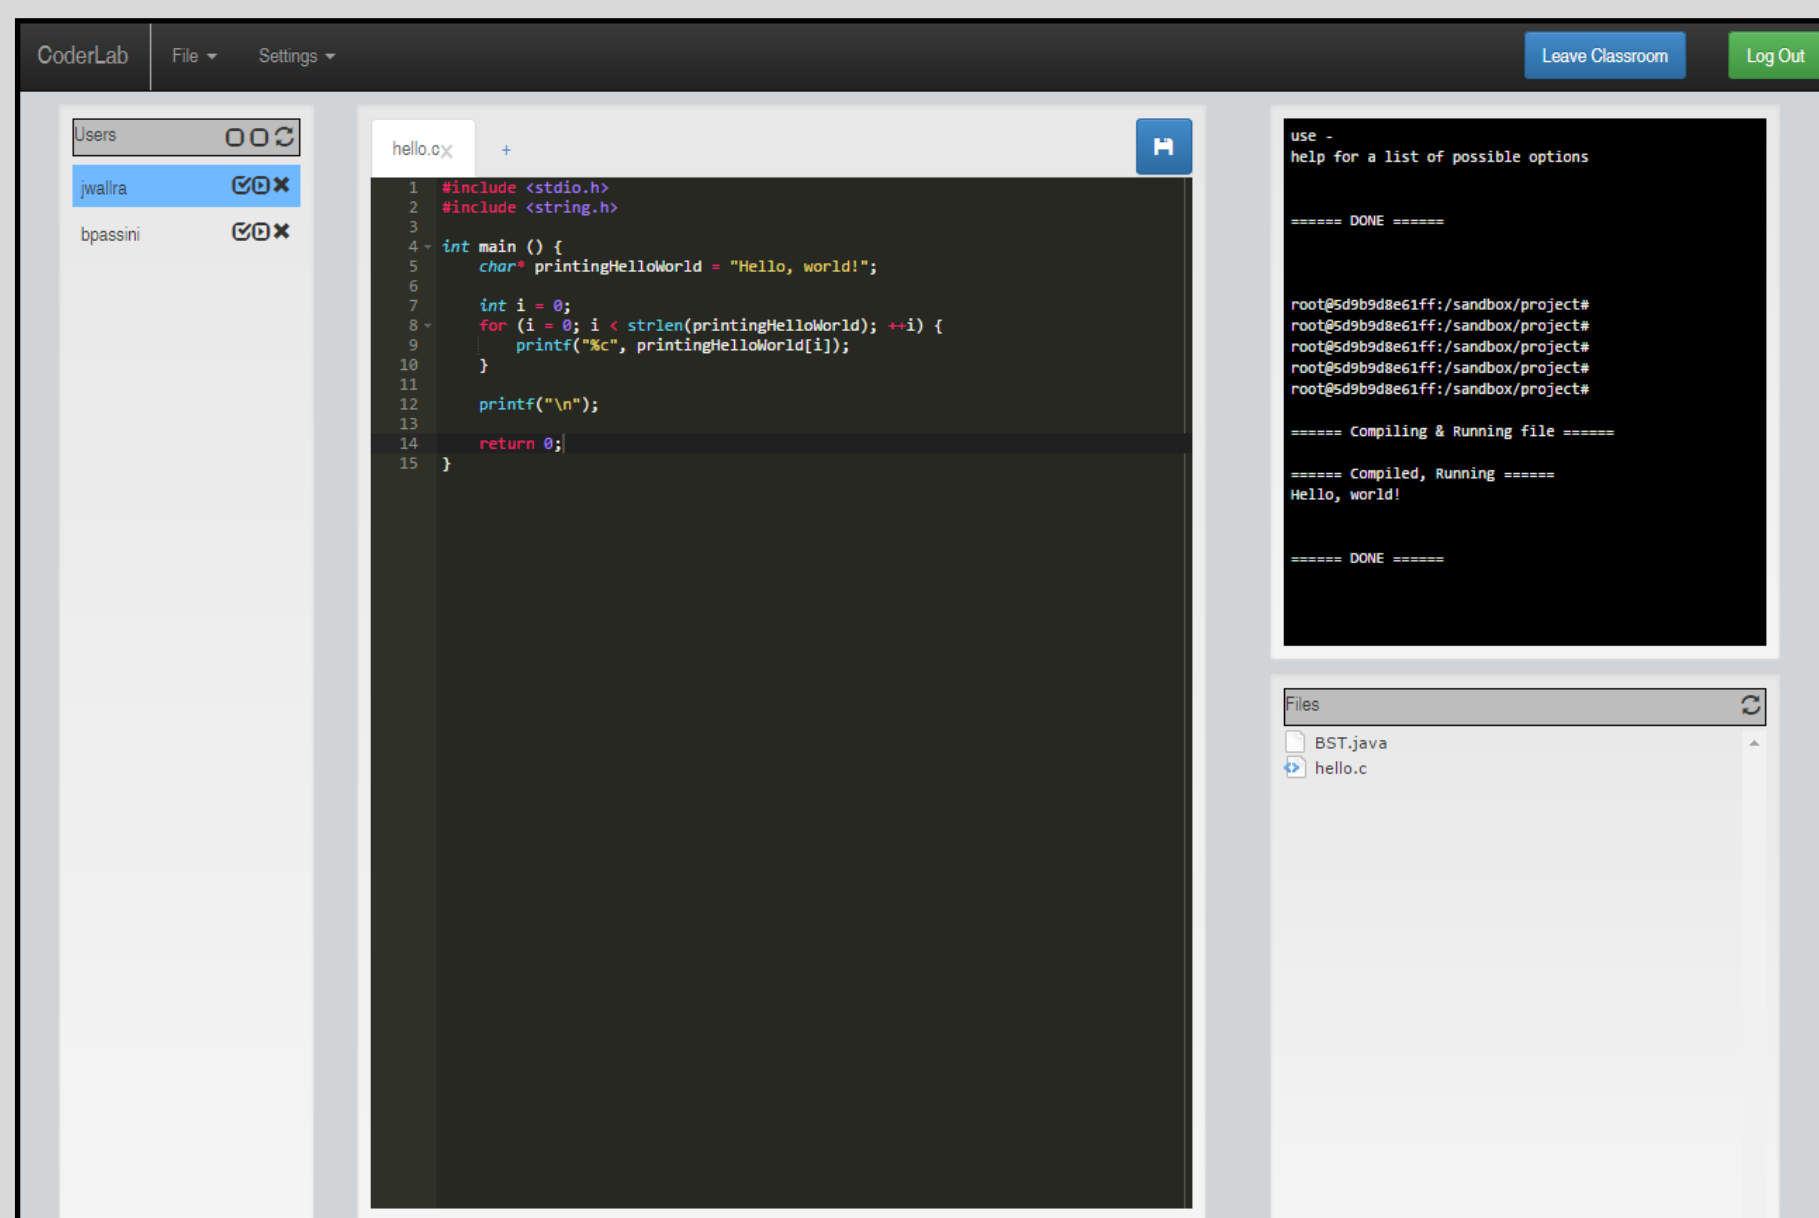 CoderLab File Settings Leave Classroom Log Out
Users
jwallra
bpassini
hello.c +
1 #include <stdio.h>
2 #include <string.h>
3
4 int main () {
5     char* printingHelloWorld = "Hello, world!";
6
7     int i = 0;
8     for (i = 0; i < strlen(printingHelloWorld); ++i) {
9         printf("%c", printingHelloWorld[i]);
10     }
11
12     printf("\n");
13
14     return 0;
15 }
use -
help for a list of possible options
====== DONE ======
root@5d9b9d8e61ff:/sandbox/project#
root@5d9b9d8e61ff:/sandbox/project#
root@5d9b9d8e61ff:/sandbox/project#
root@5d9b9d8e61ff:/sandbox/project#
root@5d9b9d8e61ff:/sandbox/project#
====== Compiling & Running file ======
====== Compiled, Running ======
Hello, world!
====== DONE ======
Files
BST.java
hello.c